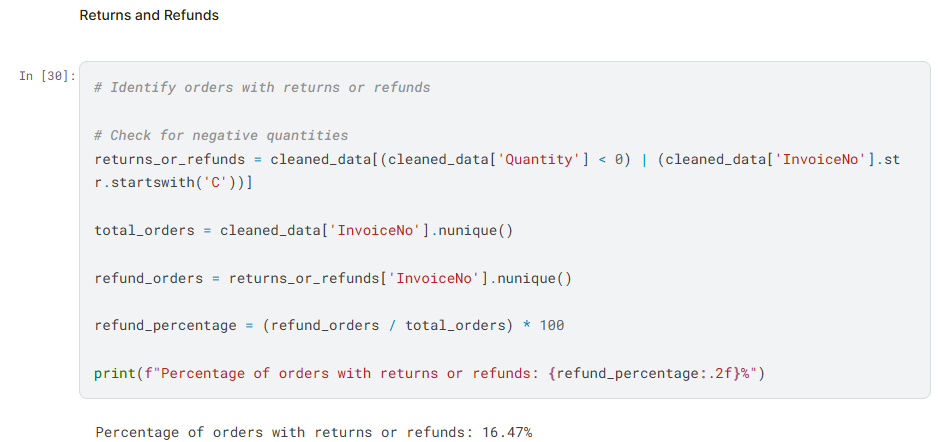 Returns and Refunds
In [30]:
# Identify orders with returns or refunds
# Check for negative quantities
returns_or_refunds = cleaned_data[(cleaned_data['Quantity'] < 0) | (cleaned_data['InvoiceNo'].st
r.startswith('C'))]
total_orders = cleaned_data['InvoiceNo'].nunique()
refund_orders = returns_or_refunds['InvoiceNo'].nunique()
refund_percentage = (refund_orders / total_orders) * 100
print(f"Percentage of orders with returns or refunds: {refund_percentage:.2f}%")
Percentage of orders with returns or refunds: 16.47%